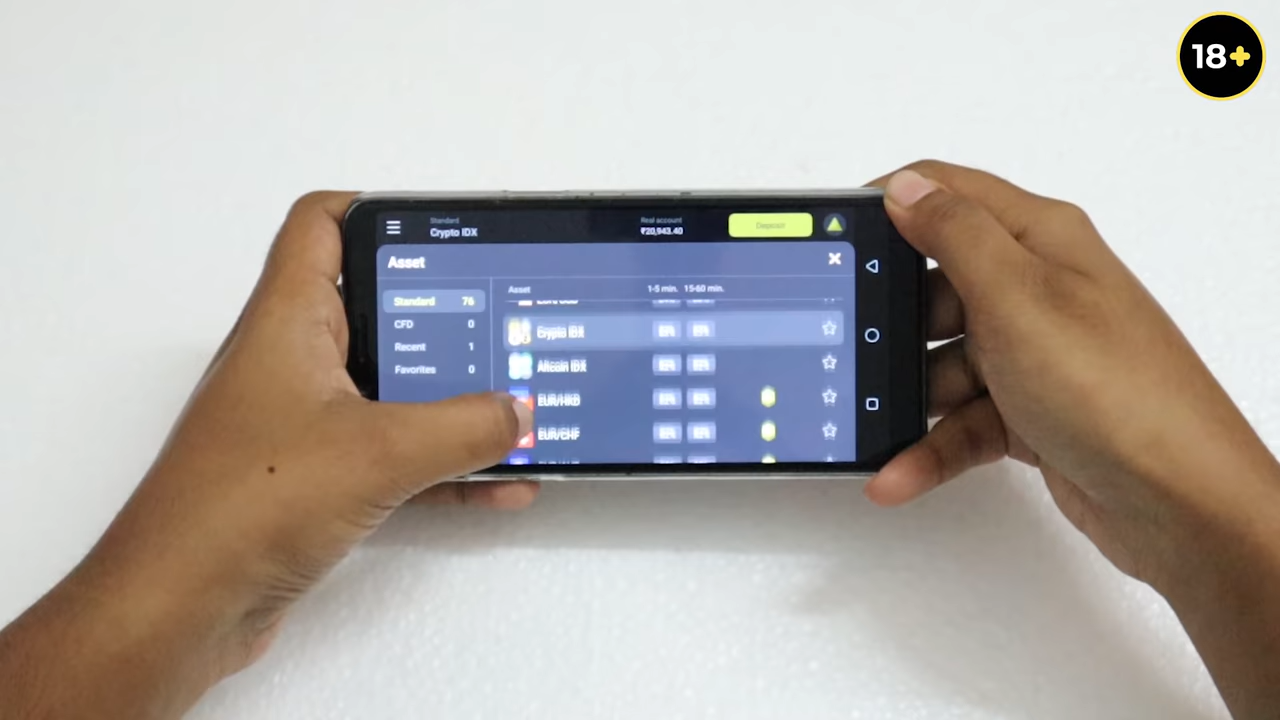 18+
Standard
Crypto IDX
Real account
₹20,943.40
Deposit
Asset
Standard 76
CFD 0
Recent 1
Favorites 0
Asset 1-5 min. 15-60 min.
Crypto IDX
Altcoin IDX
EUR/HKD
EUR/CHF